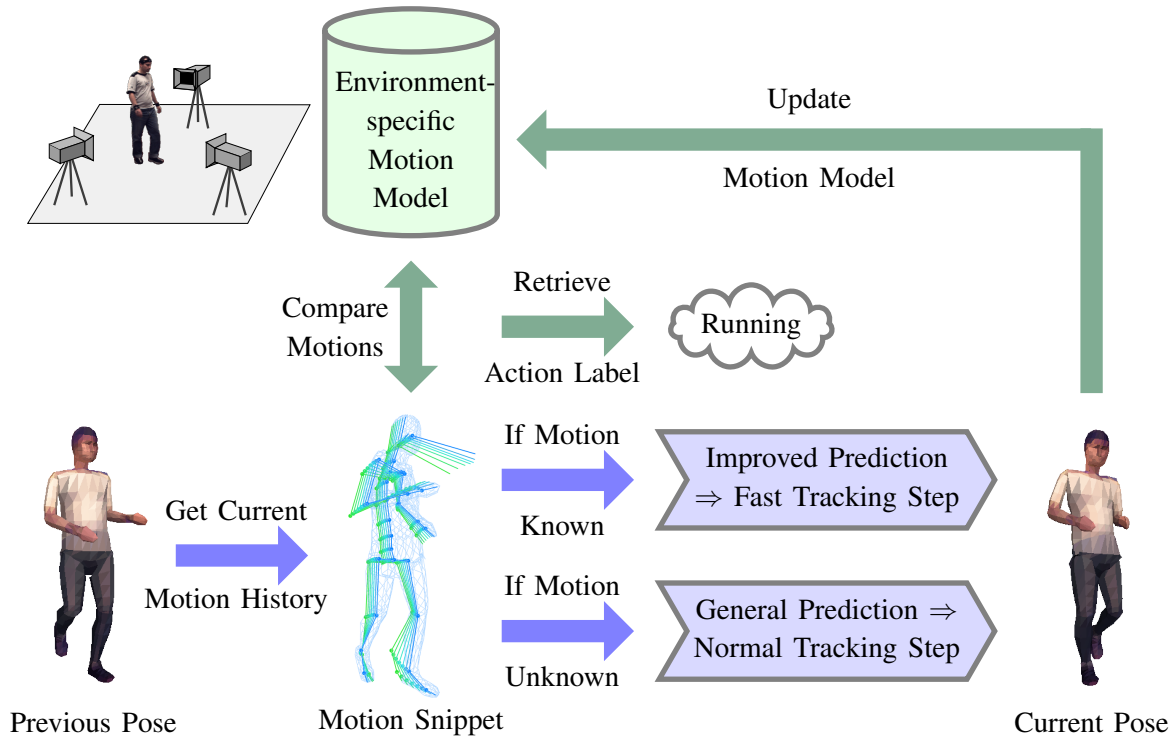 Environment-
specific
Motion
Model
Update
Motion Model
Compare
Motions
Retrieve
Action Label
Running
Get Current
Motion History
If Motion
Known
Improved Prediction
⇒ Fast Tracking Step
If Motion
Unknown
General Prediction ⇒
Normal Tracking Step
Previous Pose
Motion Snippet
Current Pose